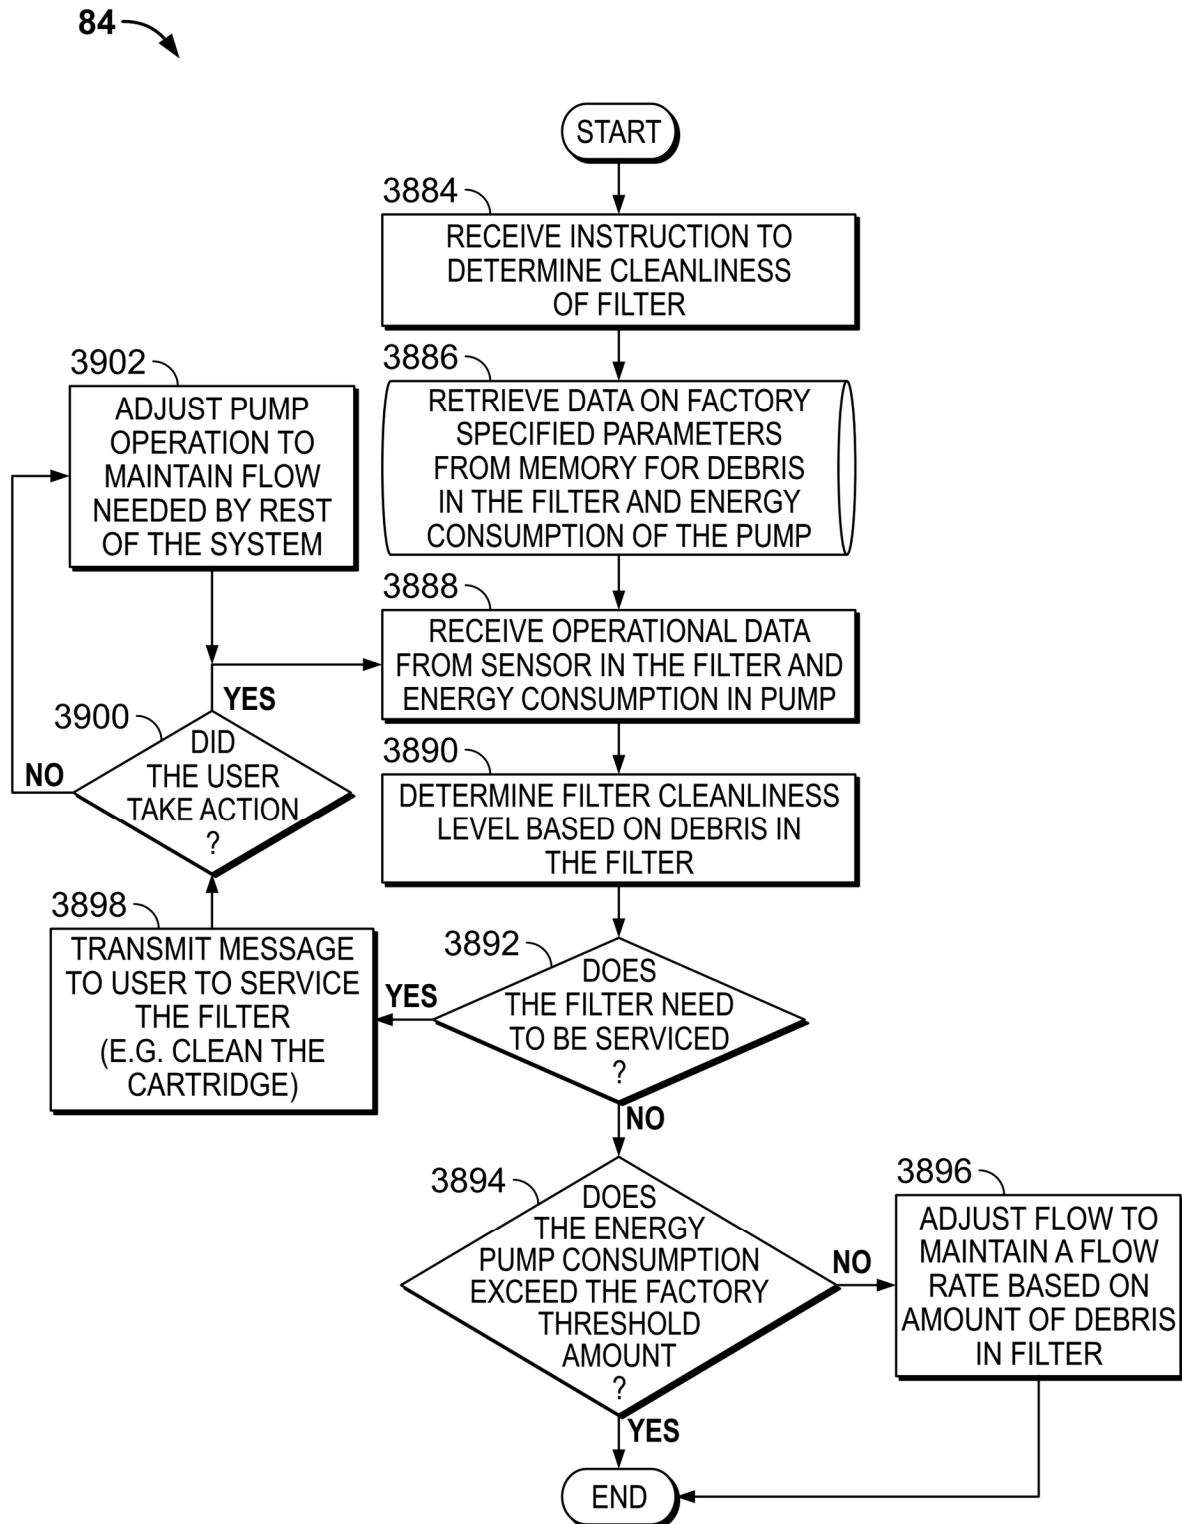 84
START
3884
RECEIVE INSTRUCTION TO
DETERMINE CLEANLINESS
OF FILTER
3886
RETRIEVE DATA ON FACTORY
SPECIFIED PARAMETERS
FROM MEMORY FOR DEBRIS
IN THE FILTER AND ENERGY
CONSUMPTION OF THE PUMP
3902
ADJUST PUMP
OPERATION TO
MAINTAIN FLOW
NEEDED BY REST
OF THE SYSTEM
3888
RECEIVE OPERATIONAL DATA
FROM SENSOR IN THE FILTER AND
ENERGY CONSUMPTION IN PUMP
YES
3900
DID
THE USER
TAKE ACTION
?
NO
3890
DETERMINE FILTER CLEANLINESS
LEVEL BASED ON DEBRIS IN
THE FILTER
3898
TRANSMIT MESSAGE
TO USER TO SERVICE
THE FILTER
(E.G. CLEAN THE
CARTRIDGE)
3892
DOES
THE FILTER NEED
TO BE SERVICED
?
YES
NO
3894
DOES
THE ENERGY
PUMP CONSUMPTION
EXCEED THE FACTORY
THRESHOLD
AMOUNT
?
NO
YES
3896
ADJUST FLOW TO
MAINTAIN A FLOW
RATE BASED ON
AMOUNT OF DEBRIS
IN FILTER
END